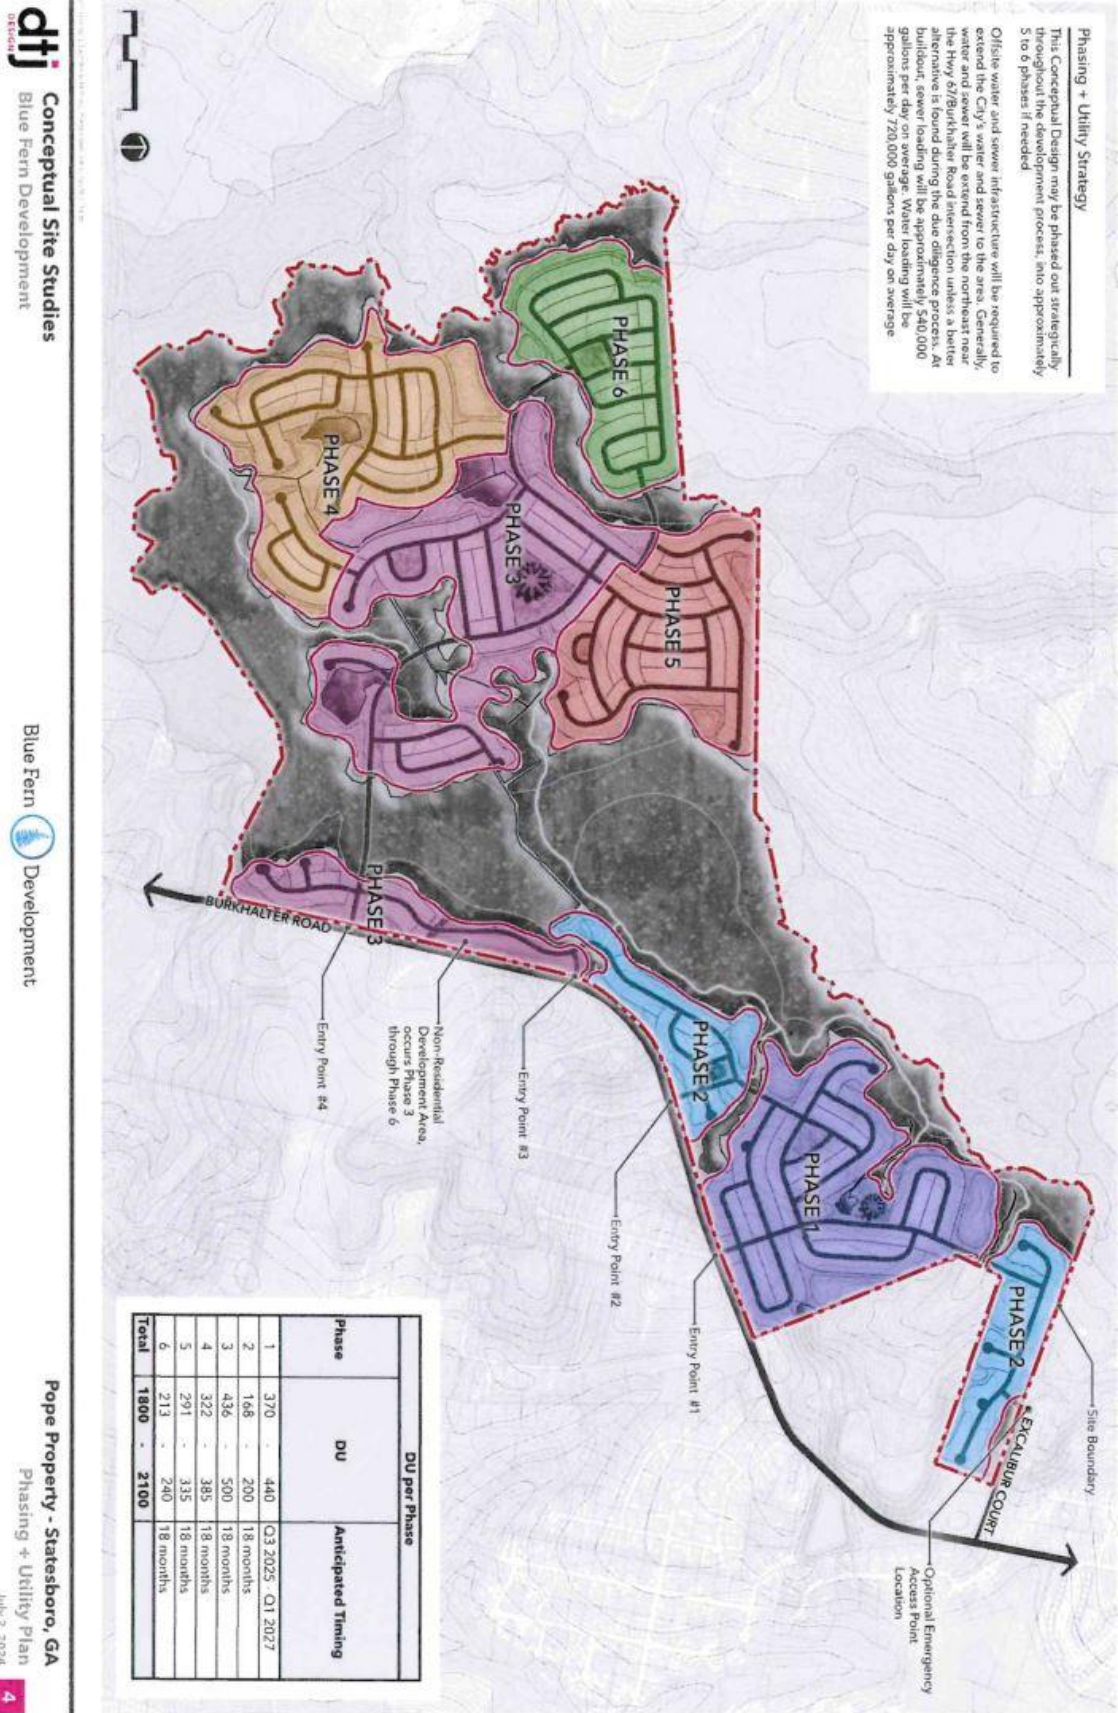 Phasing + Utility Strategy
This Conceptual Design may be phased out strategically
throughout the development process, into approximately
5 to 6 phases if needed
Offsite water and sewer infrastructure will be required to
extend the City's water and sewer to the area. Generally,
water and sewer will be extend from the northeast near
the Hwy 67/Burkhalter Road intersection unless a better
alternative is found during the due diligence process. At
buildout, sewer loading will be approximately 540,000
gallons per day on average. Water loading will be
approximately 720,000 gallons per day on average
Site Boundary
EXCALIBUR COURT
Optional Emergency
Access Point
Location
PHASE 2
PHASE 1
PHASE 2
PHASE 5
PHASE 6
PHASE 3
PHASE 4
PHASE 3
BURKHALTER ROAD
Entry Point #1
Entry Point #2
Entry Point #3
Non-Residential
Development Area,
occurs Phase 3
through Phase 6
Entry Point #4
DU per Phase
Phase DU Anticipated Timing
1 370 - 440 Q3 2025 - Q1 2027
2 168 - 200 18 months
3 436 - 500 18 months
4 322 - 385 18 months
5 291 - 335 18 months
6 213 - 240 18 months
Total 1800 - 2100
dtj
DESIGN
Conceptual Site Studies
Blue Fern Development
Blue Fern Development
Pope Property - Statesboro, GA
Phasing + Utility Plan
July 2, 2024
4